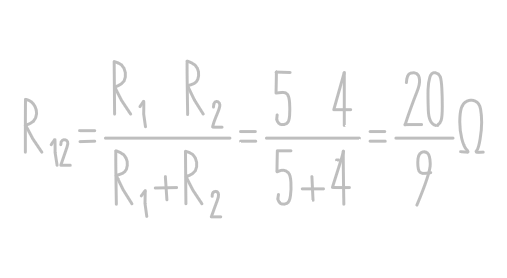 R₁₂ = (R₁ R₂)/(R₁+R₂) = (5 4)/(5+4) = 20/9 Ω